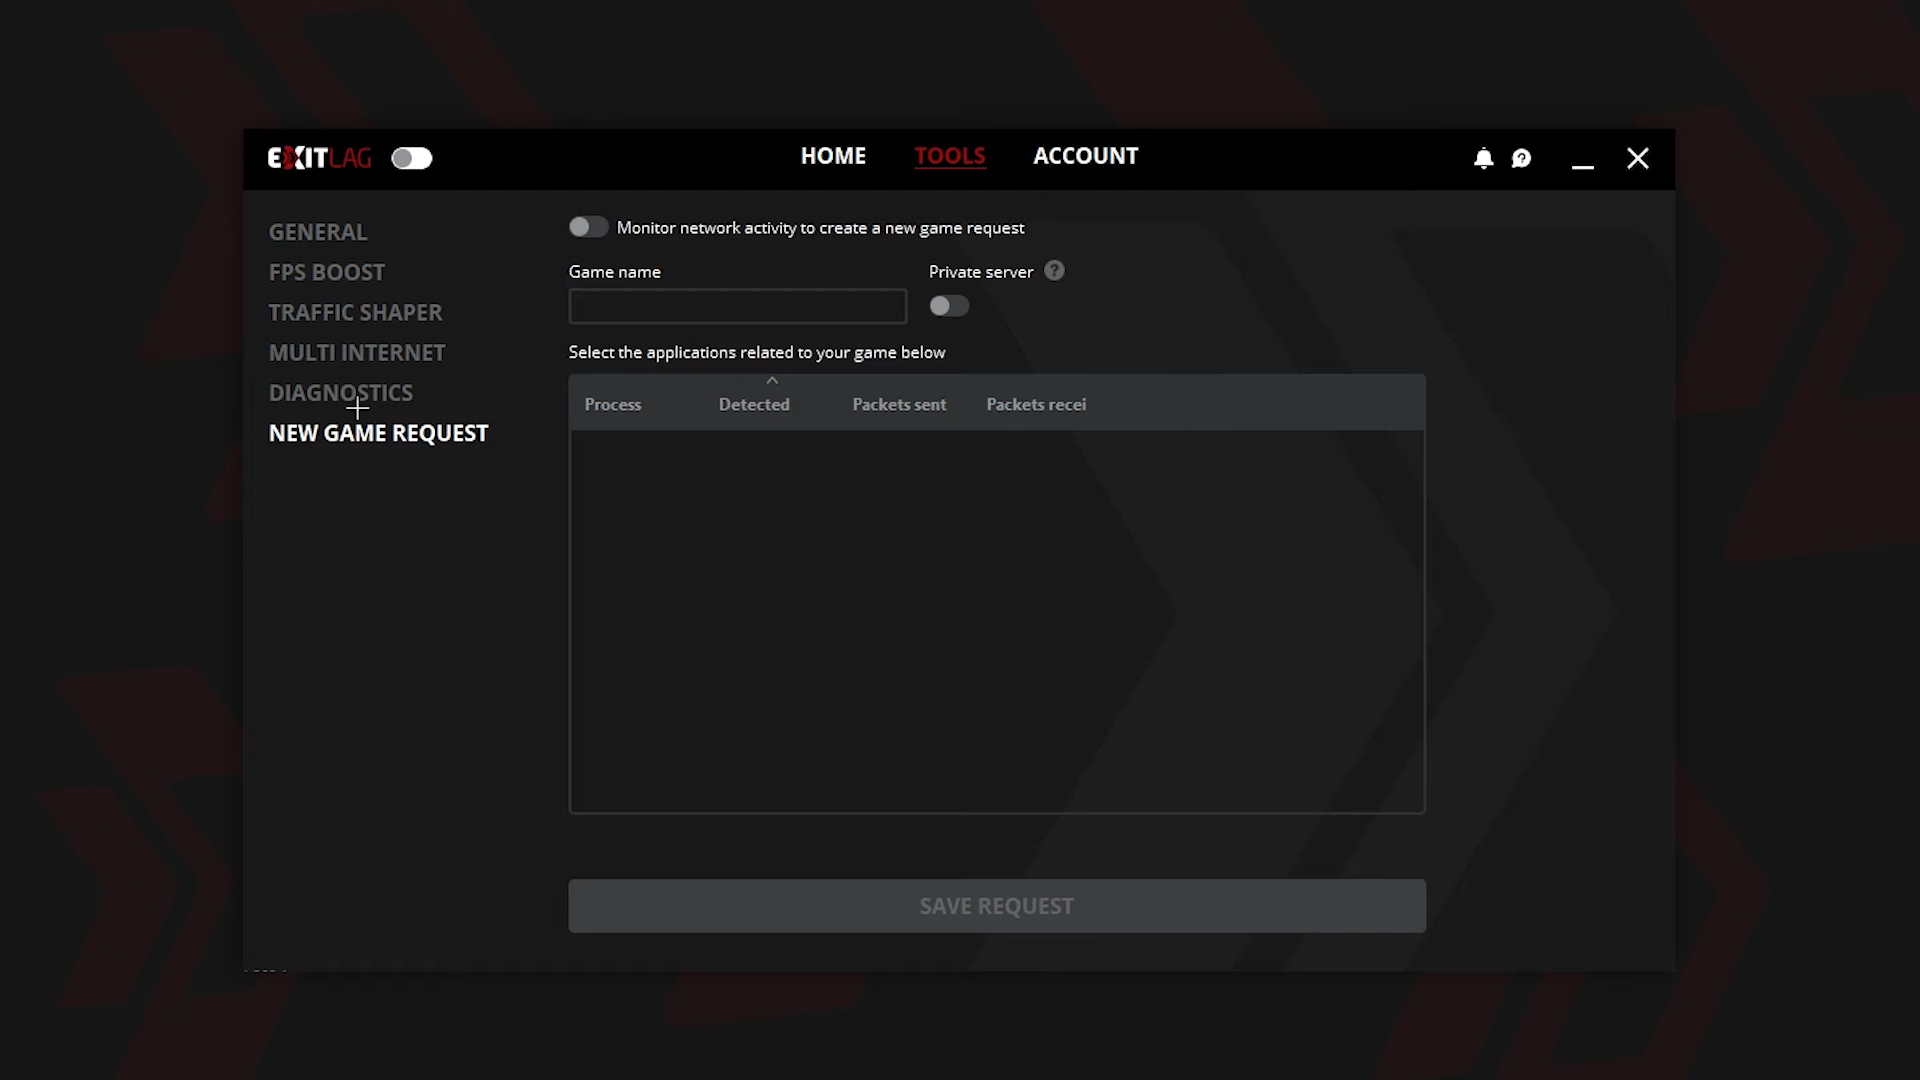 EXITLAG
HOME
TOOLS
ACCOUNT
GENERAL
FPS BOOST
TRAFFIC SHAPER
MULTI INTERNET
DIAGNOSTICS
NEW GAME REQUEST
Monitor network activity to create a new game request
Game name
Private server ?
Select the applications related to your game below
Process
Detected
Packets sent
Packets recei
SAVE REQUEST